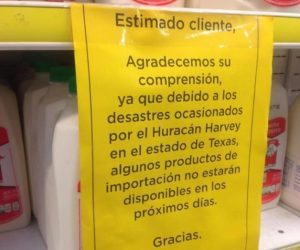 Estimado cliente,
Agradecemos su
comprensión,
ya que debido a los
desastres ocasionados
por el Huracán Harvey
en el estado de Texas,
algunos productos de
importación no estarán
disponibles en los
próximos días.
Gracias.